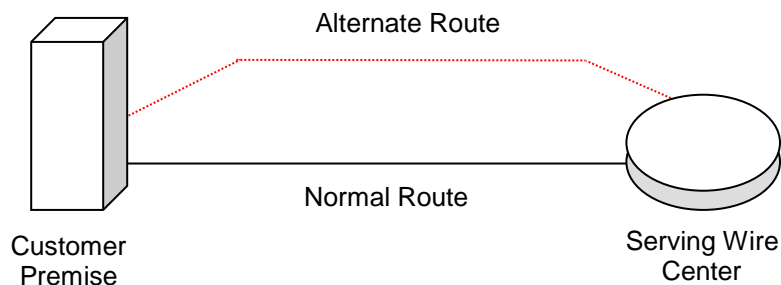 Alternate Route
Normal Route
Customer
Premise
Serving Wire
Center